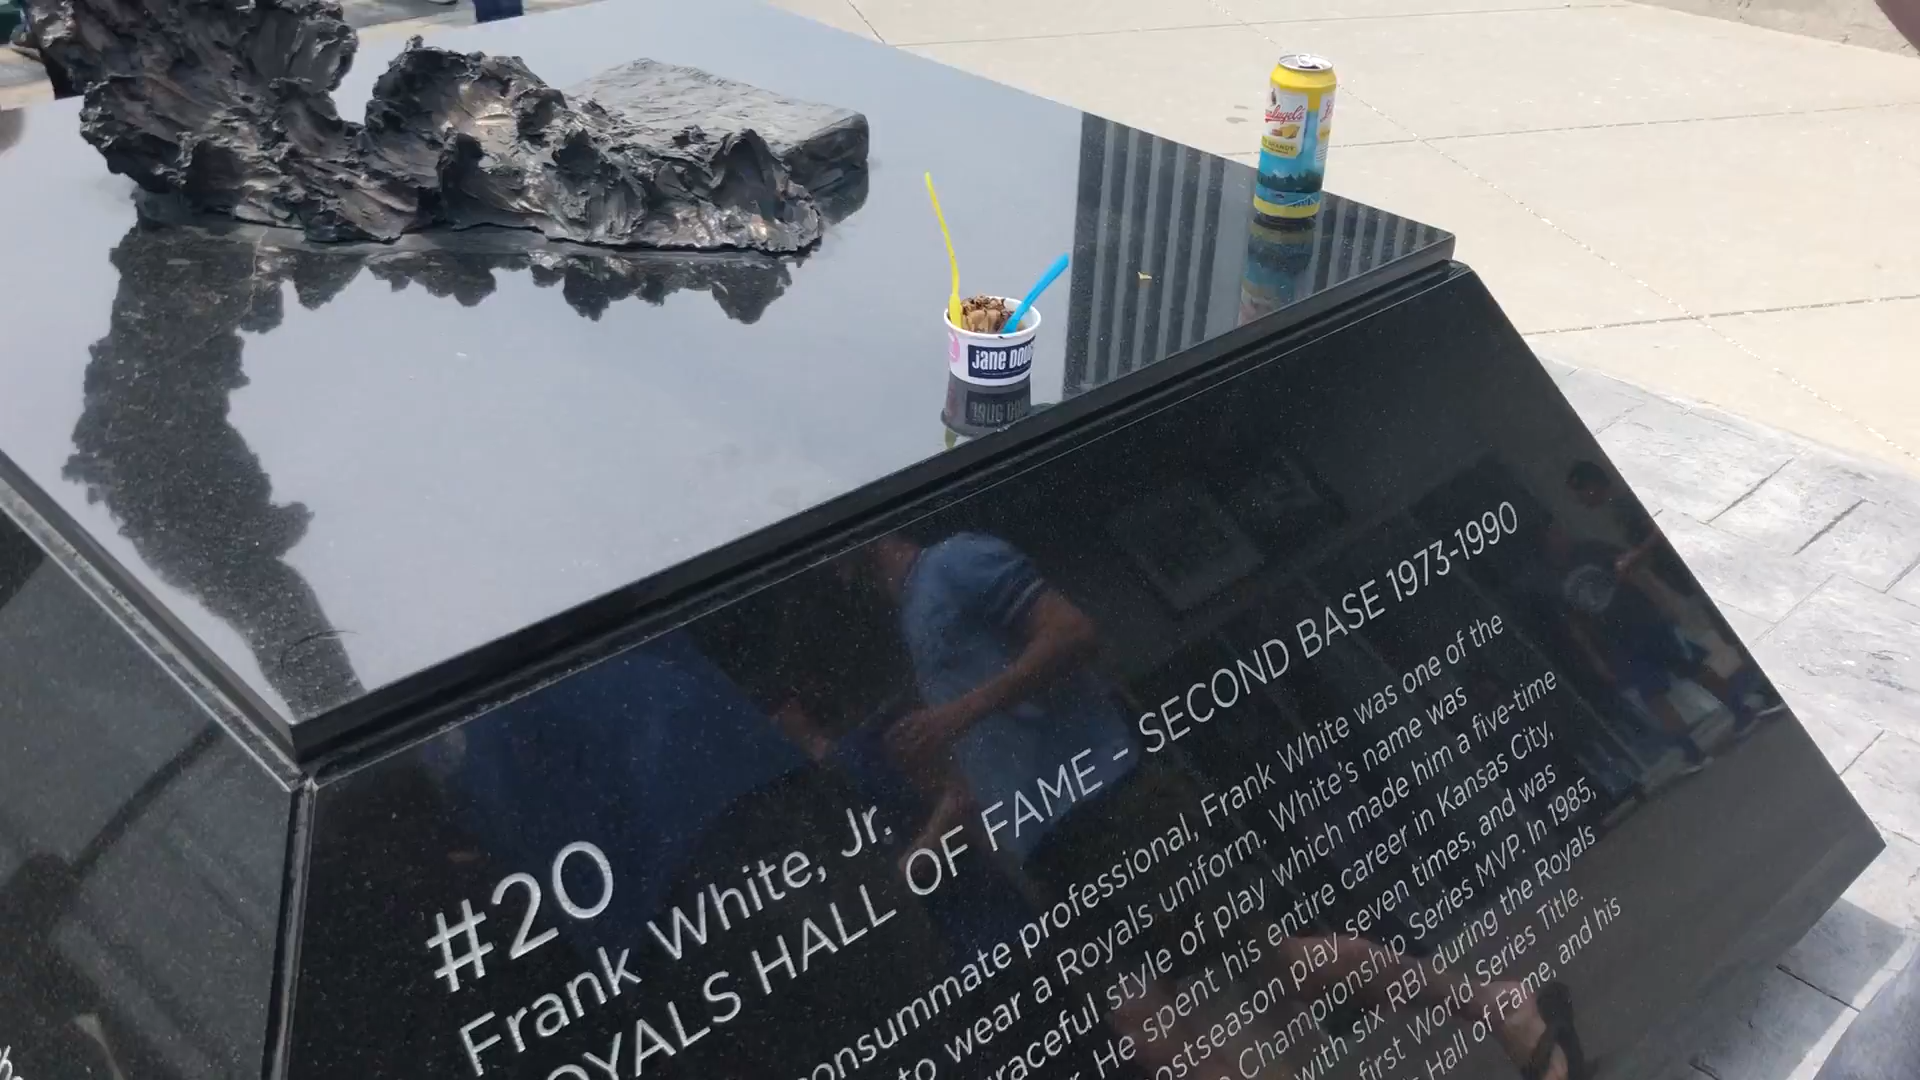 Leinenkugel's
SHANDY
Jane Dough
#20
Frank White, Jr.
ROYALS HALL OF FAME – SECOND BASE 1973-1990
consummate professional, Frank White was one of the
to wear a Royals uniform. White's name was
graceful style of play which made him a five-time
He spent his entire career in Kansas City,
postseason play seven times, and was
Championship Series MVP. In 1985,
with six RBI during the Royals
first World Series Title.
Hall of Fame, and his